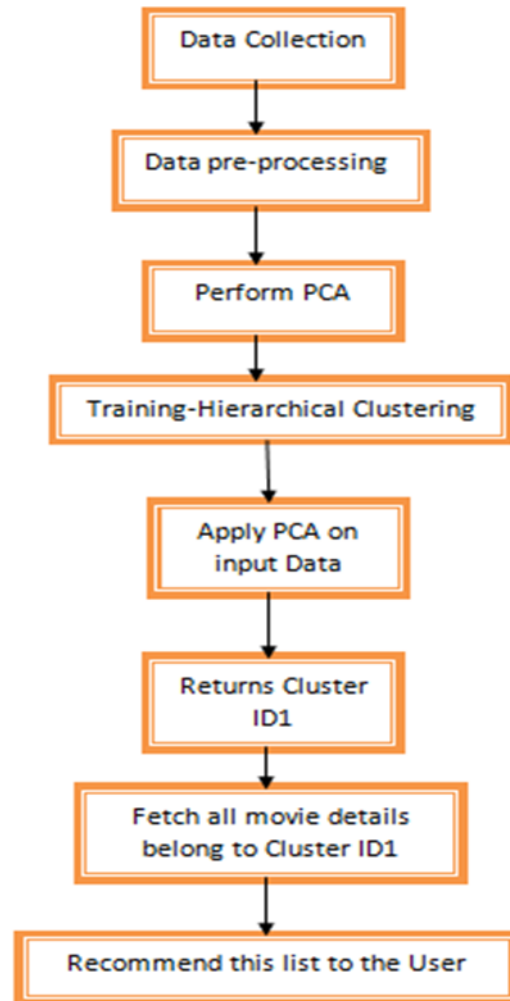 Data Collection
Data pre-processing
Perform PCA
Training-Hierarchical Clustering
Apply PCA on
input Data
Returns Cluster
ID1
Fetch all movie details
belong to Cluster ID1
Recommend this list to the User